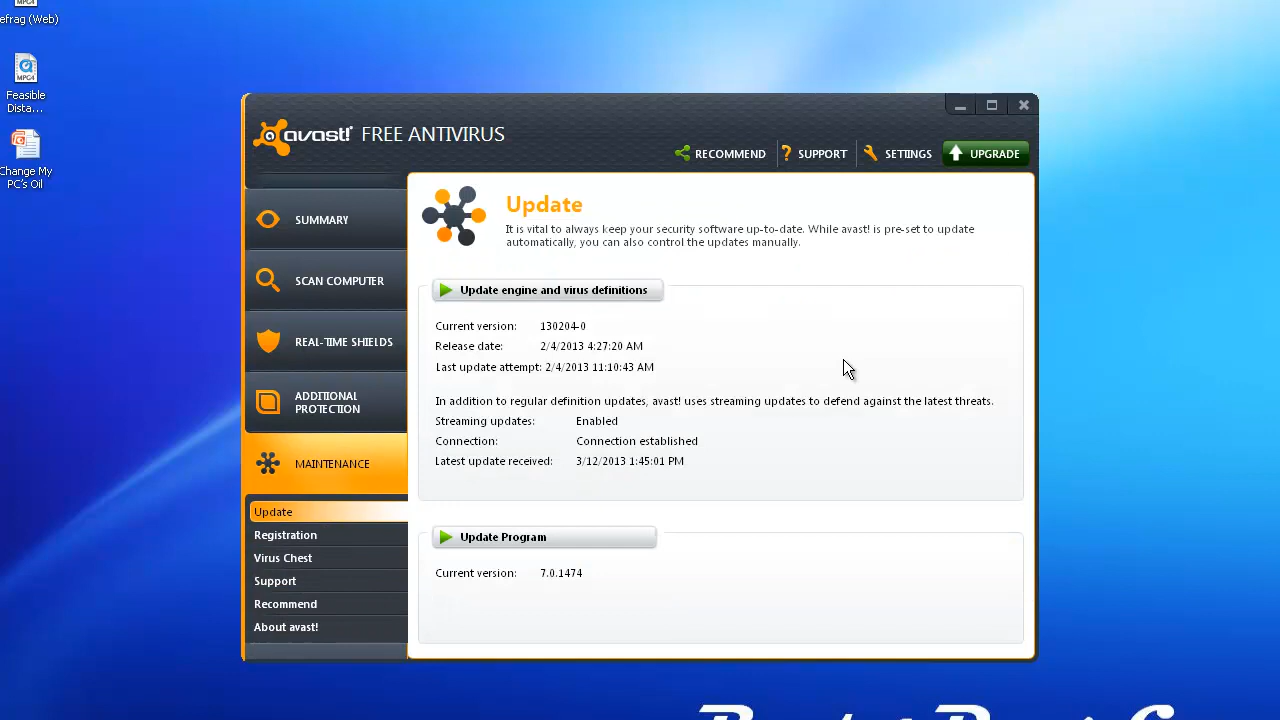 efrag (Web)
Feasible
Dista...
Change My
PC's Oil
avast! FREE ANTIVIRUS
RECOMMEND
SUPPORT
SETTINGS
UPGRADE
SUMMARY
SCAN COMPUTER
REAL-TIME SHIELDS
ADDITIONAL
PROTECTION
MAINTENANCE
Update
Registration
Virus Chest
Support
Recommend
About avast!
Update
It is vital to always keep your security software up-to-date. While avast! is pre-set to update
automatically, you can also control the updates manually.
Update engine and virus definitions
Current version: 130204-0
Release date: 2/4/2013 4:27:20 AM
Last update attempt: 2/4/2013 11:10:43 AM
In addition to regular definition updates, avast! uses streaming updates to defend against the latest threats.
Streaming updates: Enabled
Connection: Connection established
Latest update received: 3/12/2013 1:45:01 PM
Update Program
Current version: 7.0.1474